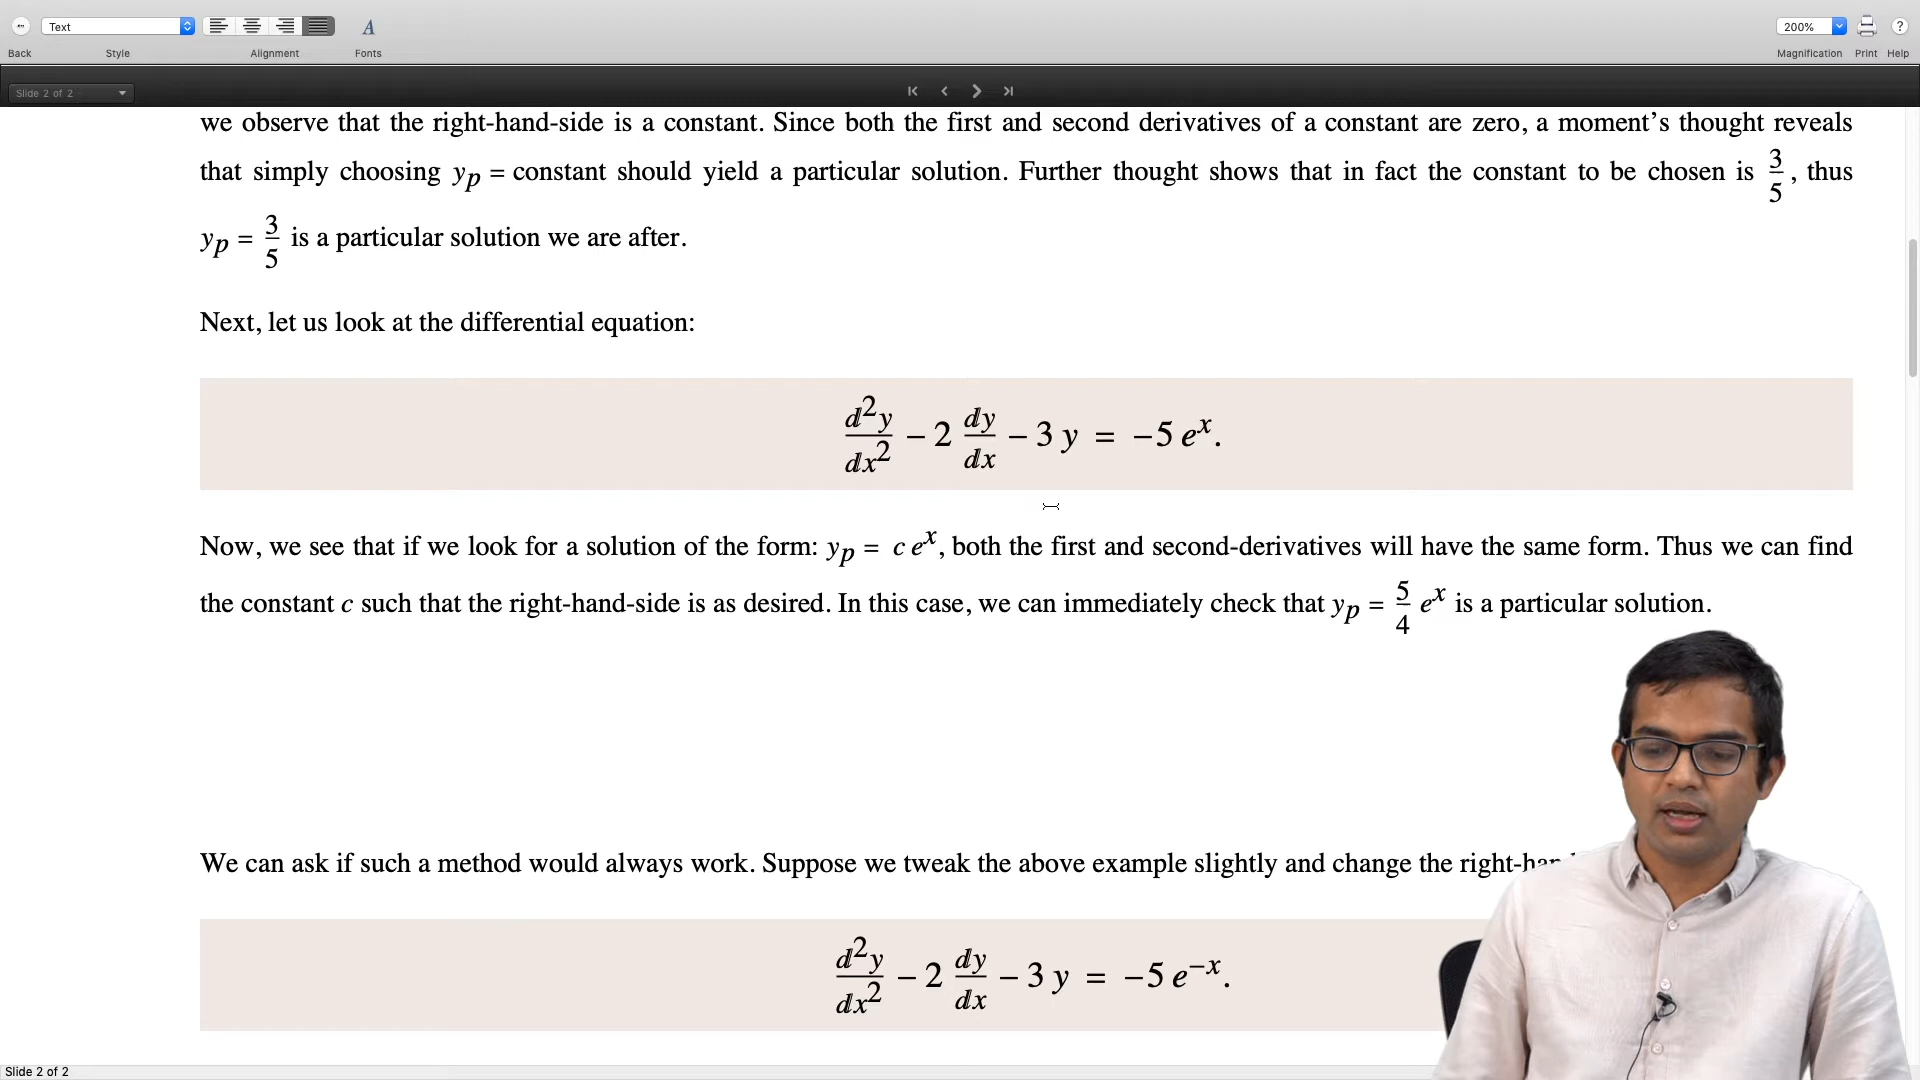 Text
200%
Back Style Alignment Fonts Magnification Print Help
Slide 2 of 2
we observe that the right-hand-side is a constant. Since both the first and second derivatives of a constant are zero, a moment's thought reveals
that simply choosing y_p = constant should yield a particular solution. Further thought shows that in fact the constant to be chosen is 3/5, thus
y_p = 3/5 is a particular solution we are after.
Next, let us look at the differential equation:
d²y/dx² − 2 dy/dx − 3 y = −5 e^x.
Now, we see that if we look for a solution of the form: y_p = c e^x, both the first and second-derivatives will have the same form. Thus we can find
the constant c such that the right-hand-side is as desired. In this case, we can immediately check that y_p = 5/4 e^x is a particular solution.
We can ask if such a method would always work. Suppose we tweak the above example slightly and change the
d²y/dx² − 2 dy/dx − 3 y = −5 e^−x.
Slide 2 of 2